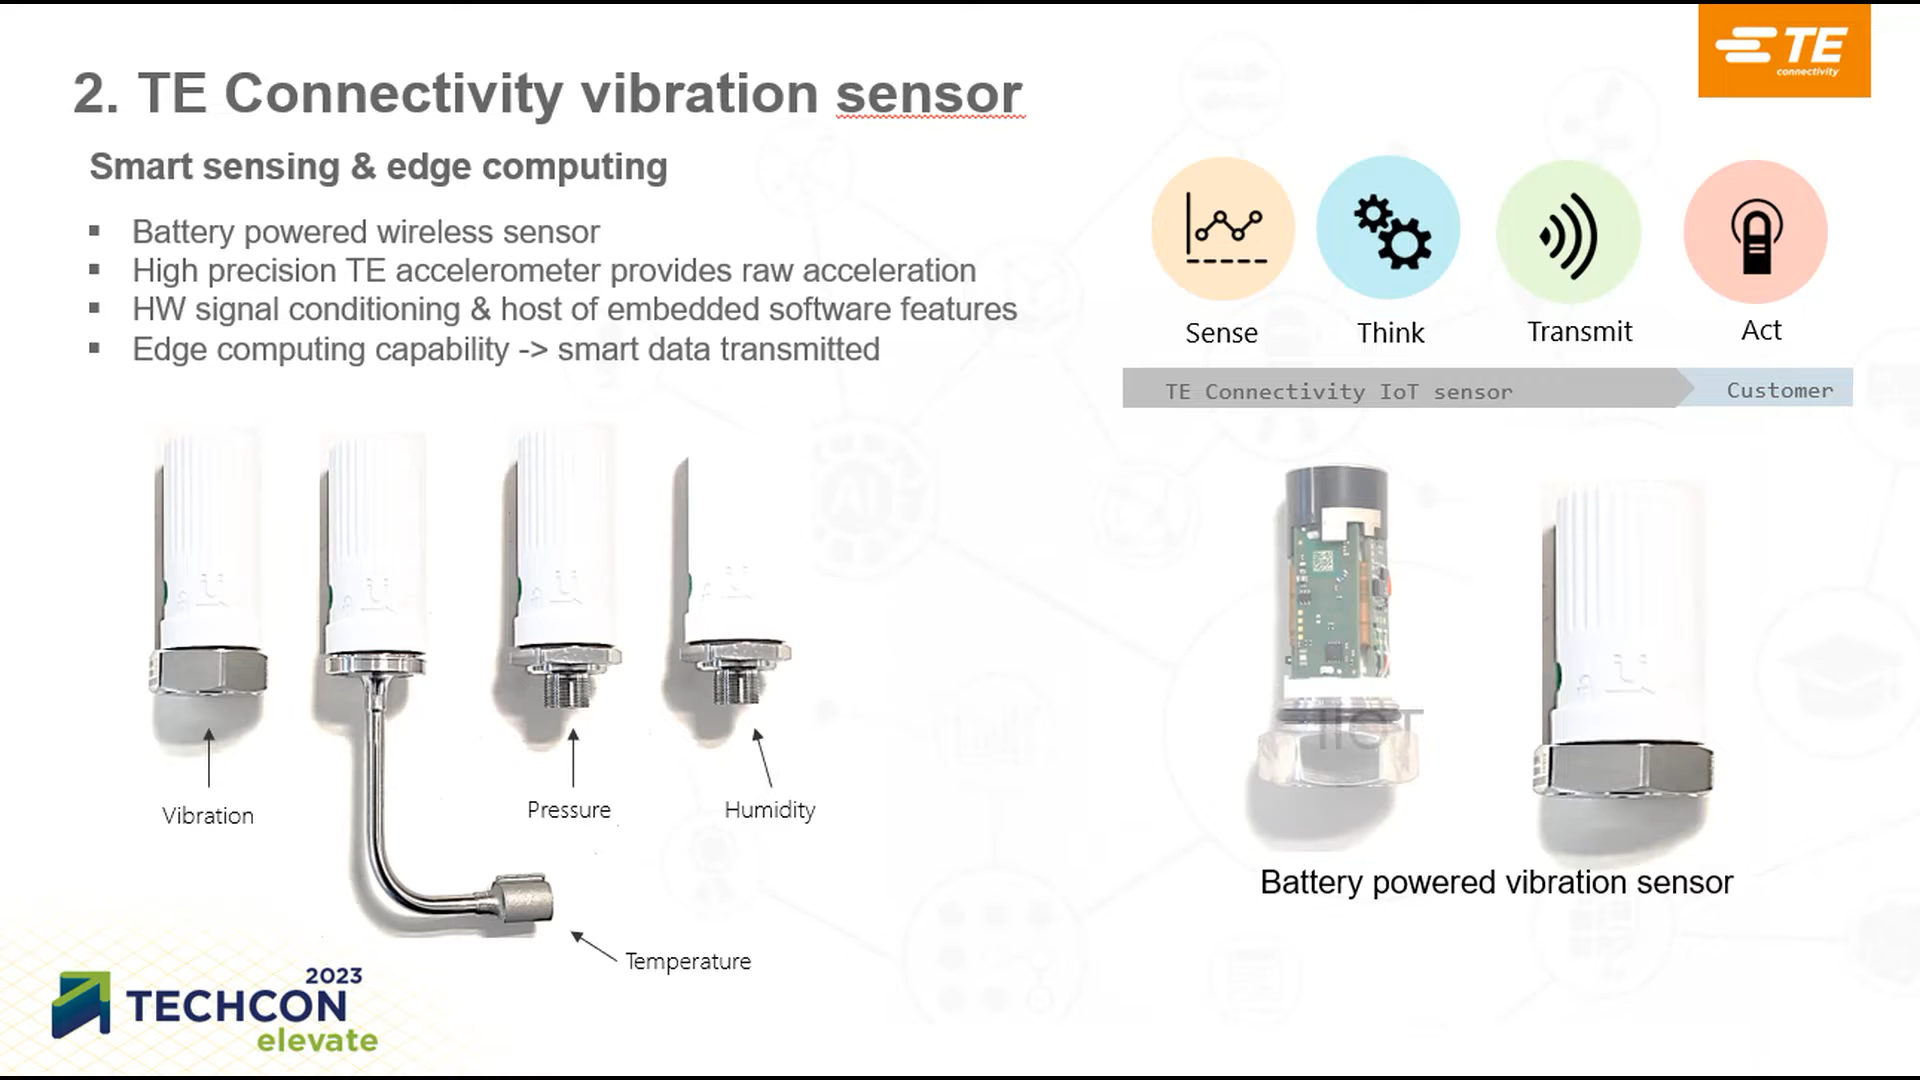 TE
connectivity
2. TE Connectivity vibration sensor
Smart sensing & edge computing
Battery powered wireless sensor
High precision TE accelerometer provides raw acceleration
HW signal conditioning & host of embedded software features
Edge computing capability -> smart data transmitted
Sense
Think
Transmit
Act
TE Connectivity IoT sensor
Customer
Vibration
Pressure
Humidity
Temperature
AI
IIOT
Battery powered vibration sensor
2023
TECHCON
elevate